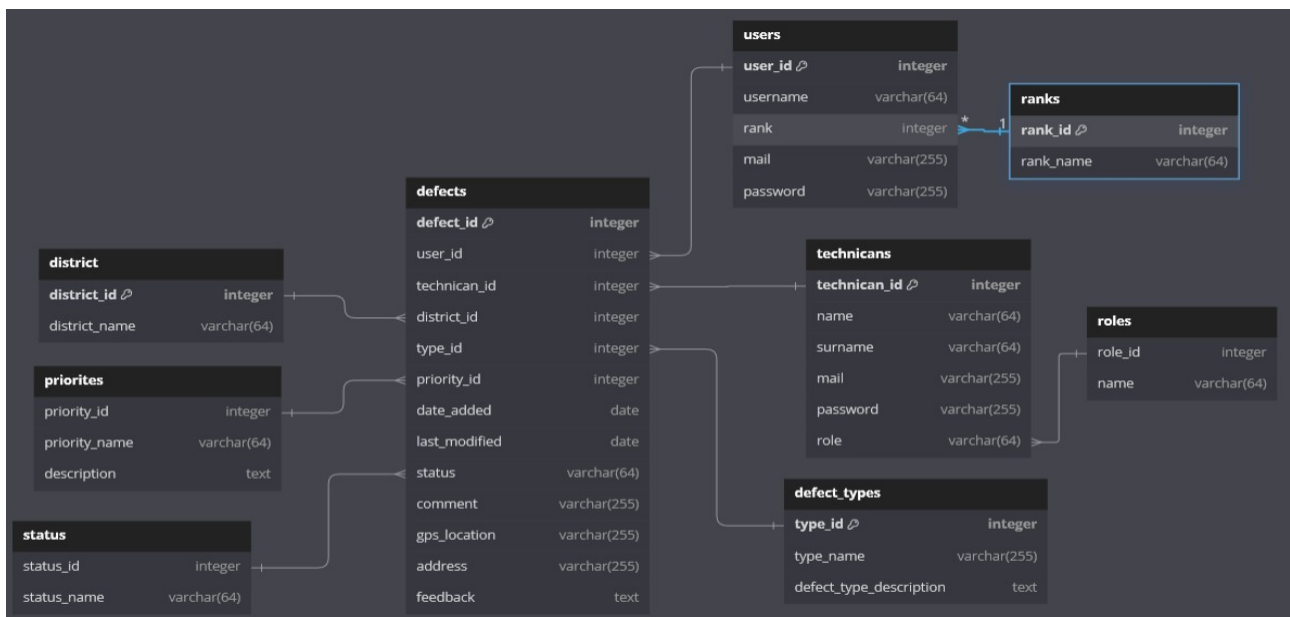 users
user_id integer
username varchar(64)
rank integer
mail varchar(255)
password varchar(255)
* 1
ranks
rank_id integer
rank_name varchar(64)
defects
defect_id integer
user_id integer
technican_id integer
district_id integer
type_id integer
priority_id integer
date_added date
last_modified date
status varchar(64)
comment varchar(255)
gps_location varchar(255)
address varchar(255)
feedback text
district
district_id integer
district_name varchar(64)
priorites
priority_id integer
priority_name varchar(64)
description text
status
status_id integer
status_name varchar(64)
technicans
technican_id integer
name varchar(64)
surname varchar(64)
mail varchar(255)
password varchar(255)
role varchar(64)
roles
role_id integer
name varchar(64)
defect_types
type_id integer
type_name varchar(255)
defect_type_description text